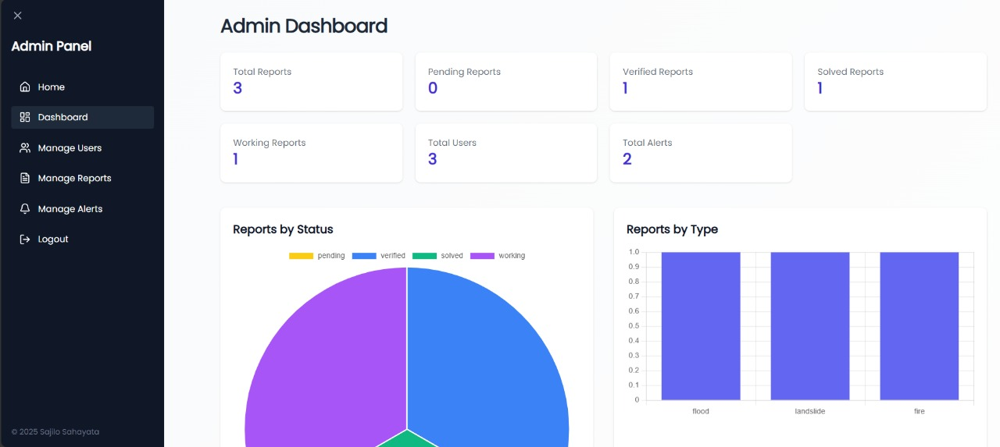 Admin Panel
Home
Dashboard
Manage Users
Manage Reports
Manage Alerts
Logout
© 2025 Sajilo Sahayata
Admin Dashboard
Total Reports
3
Pending Reports
0
Verified Reports
1
Solved Reports
1
Working Reports
1
Total Users
3
Total Alerts
2
Reports by Status
pending verified solved working
Reports by Type
1.0
0.9
0.8
0.7
0.6
0.5
0.4
0.3
0.2
0.1
0
flood landslide fire